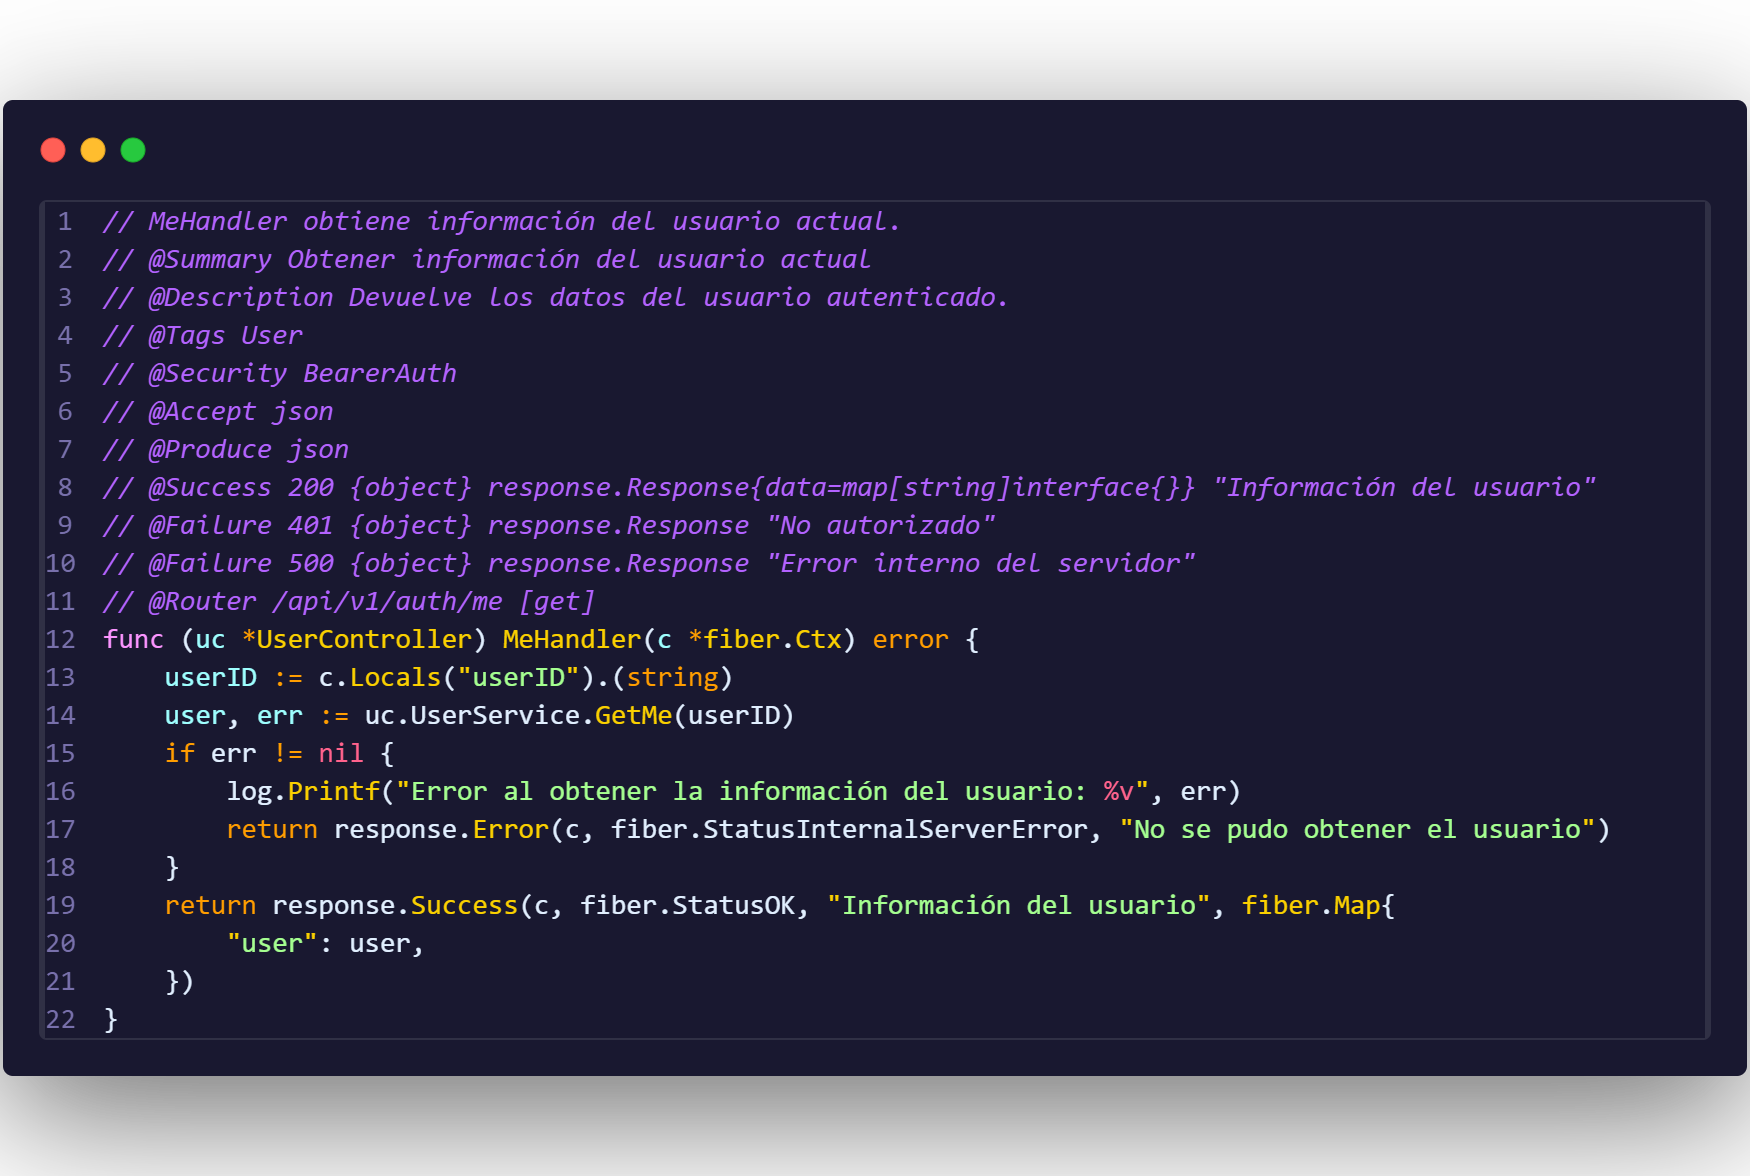 1 // MeHandler obtiene información del usuario actual.
2 // @Summary Obtener información del usuario actual
3 // @Description Devuelve los datos del usuario autenticado.
4 // @Tags User
5 // @Security BearerAuth
6 // @Accept json
7 // @Produce json
8 // @Success 200 {object} response.Response{data=map[string]interface{}} "Información del usuario"
9 // @Failure 401 {object} response.Response "No autorizado"
10 // @Failure 500 {object} response.Response "Error interno del servidor"
11 // @Router /api/v1/auth/me [get]
12 func (uc *UserController) MeHandler(c *fiber.Ctx) error {
13     userID := c.Locals("userID").(string)
14     user, err := uc.UserService.GetMe(userID)
15     if err != nil {
16         log.Printf("Error al obtener la información del usuario: %v", err)
17         return response.Error(c, fiber.StatusInternalServerError, "No se pudo obtener el usuario")
18     }
19     return response.Success(c, fiber.StatusOK, "Información del usuario", fiber.Map{
20         "user": user,
21     })
22 }